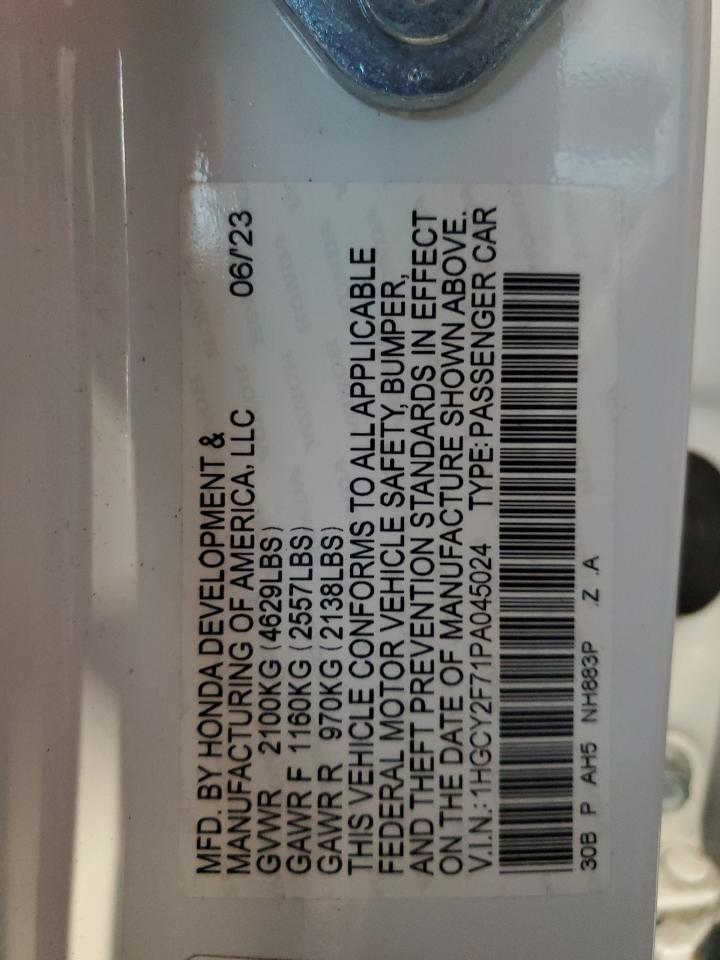 MFD. BY HONDA DEVELOPMENT &
MANUFACTURING OF AMERICA, LLC 06/'23
GVWR 2100KG (4629LBS)
GAWR F 1160KG (2557LBS)
GAWR R 970KG (2138LBS)
THIS VEHICLE CONFORMS TO ALL APPLICABLE
FEDERAL MOTOR VEHICLE SAFETY, BUMPER,
AND THEFT PREVENTION STANDARDS IN EFFECT
ON THE DATE OF MANUFACTURE SHOWN ABOVE.
V.I.N.: 1HGCY2F71PA045024 TYPE: PASSENGER CAR
30B P AH5 NH883P .Z .A